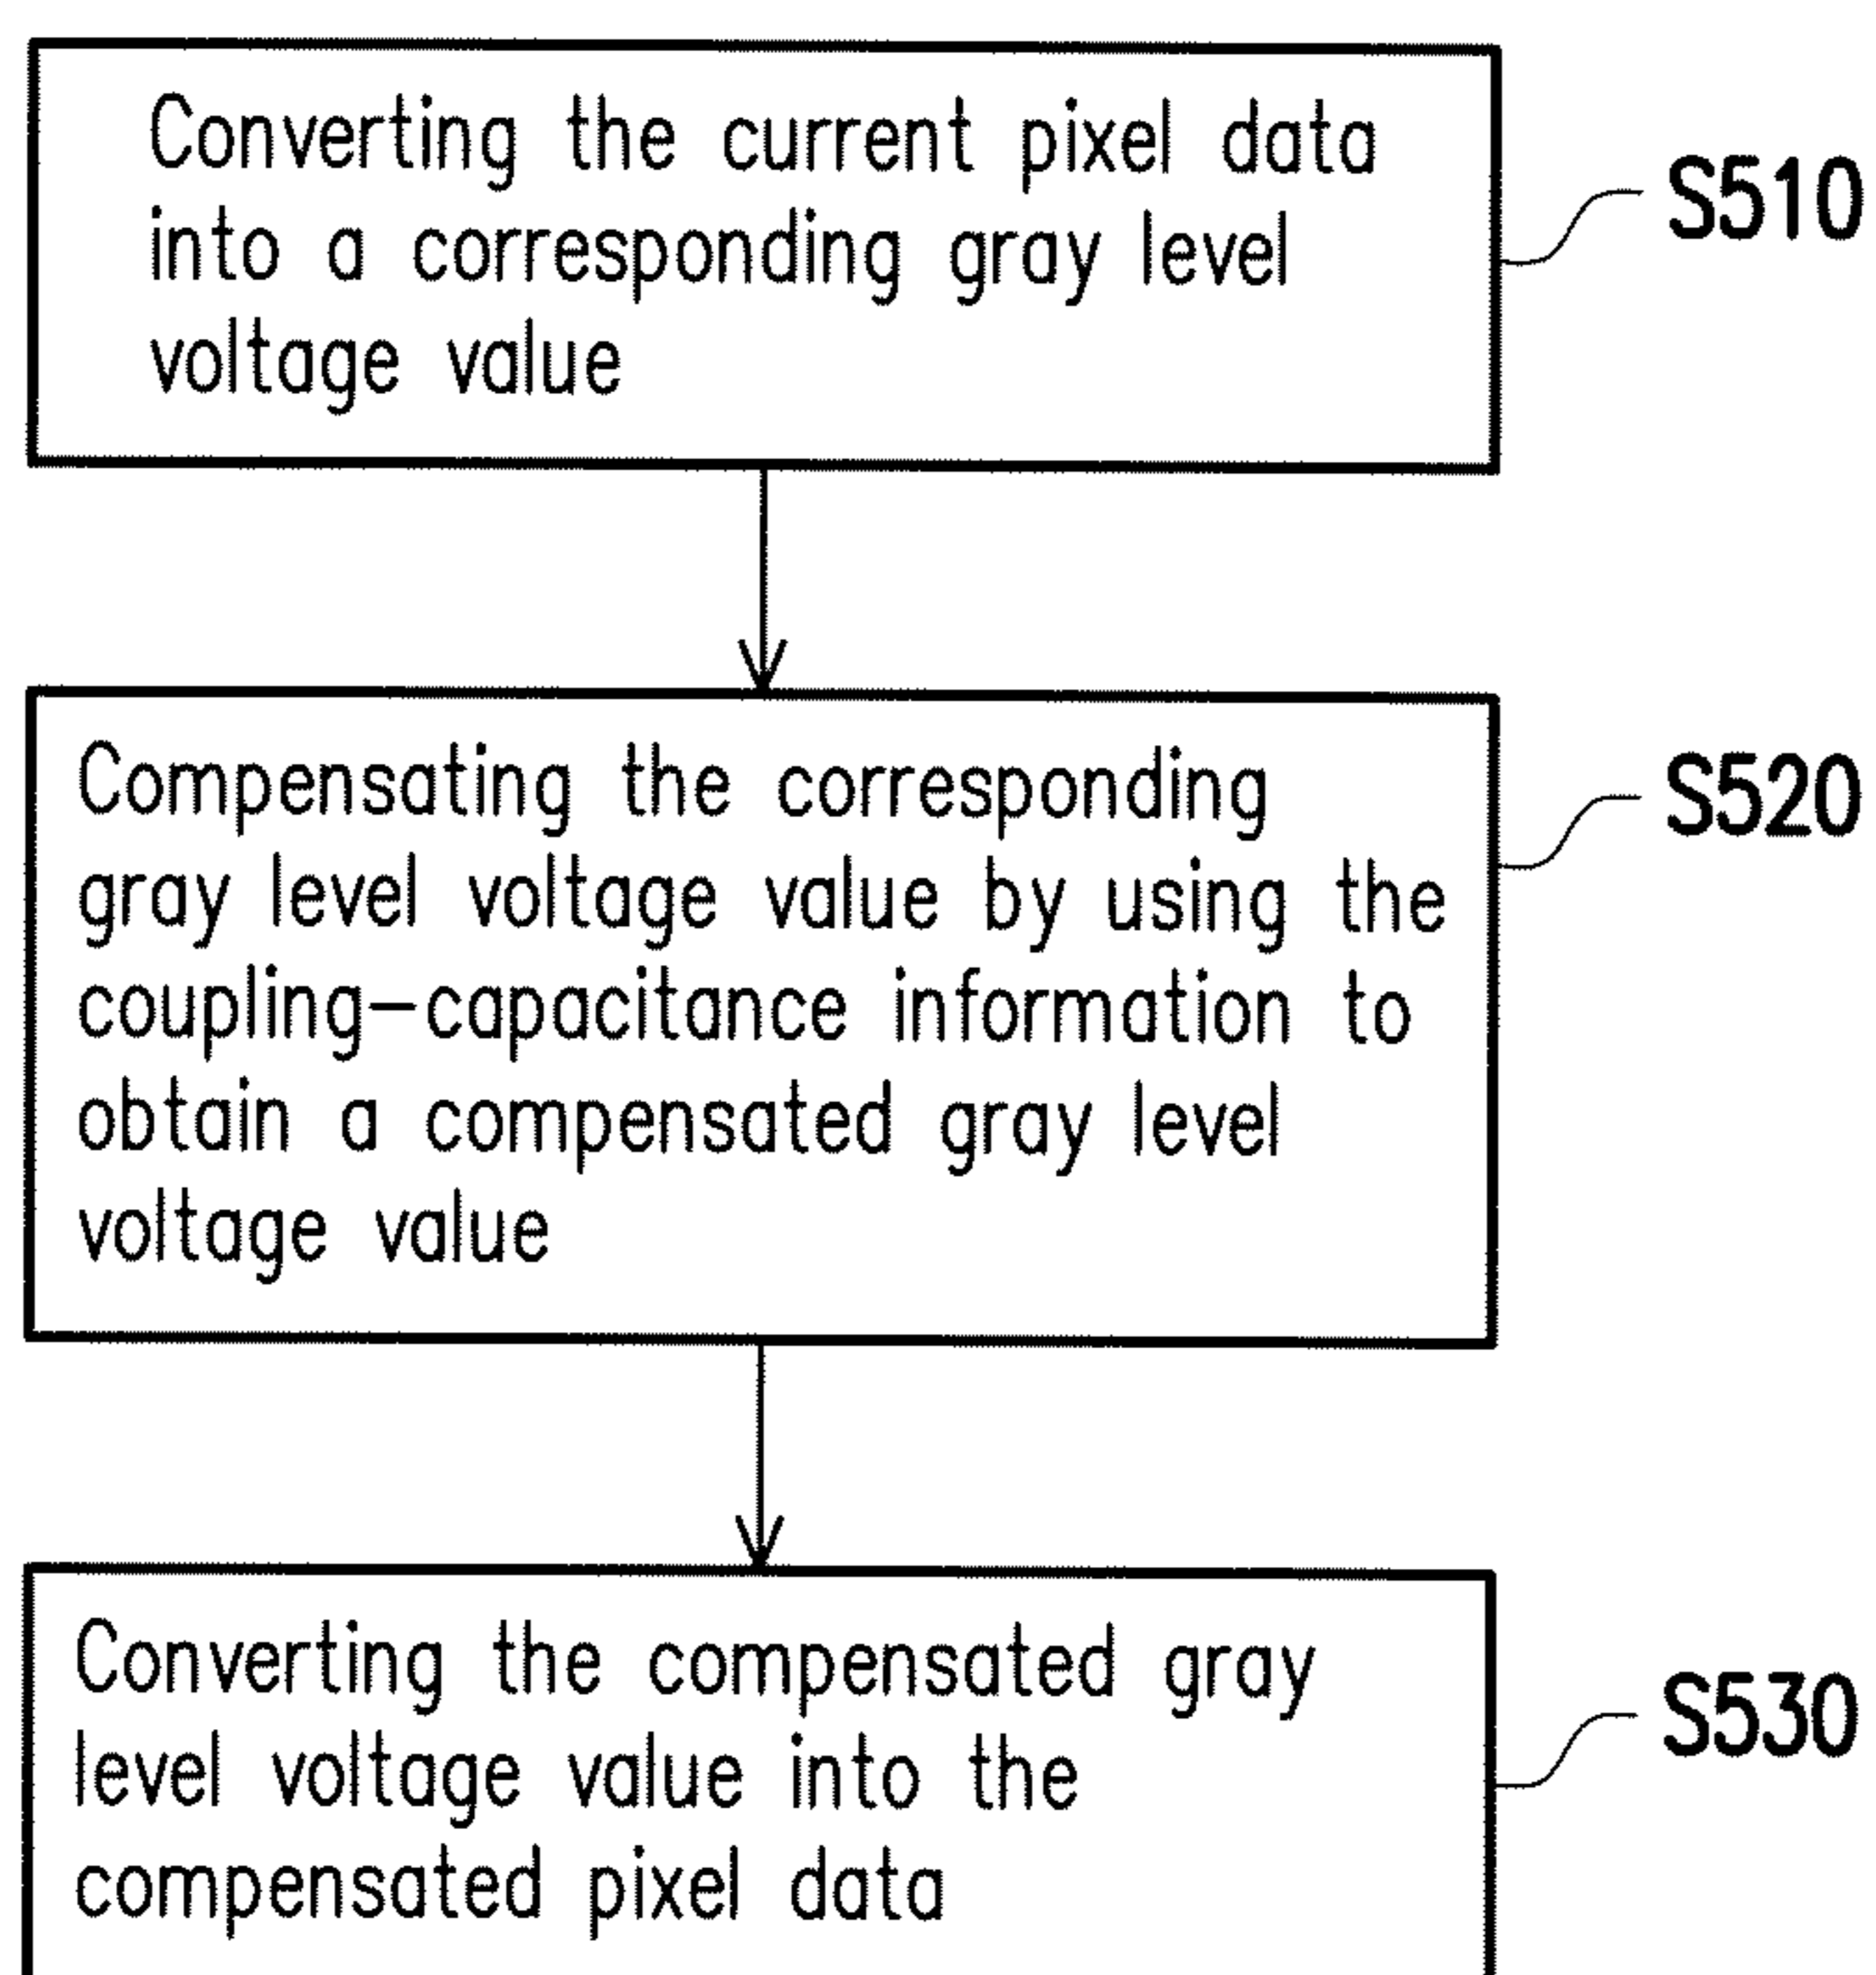 Converting the current pixel data
into a corresponding gray level
voltage value
S510
Compensating the corresponding
gray level voltage value by using the
coupling-capacitance information to
obtain a compensated gray level
voltage value
S520
Converting the compensated gray
level voltage value into the
compensated pixel data
S530